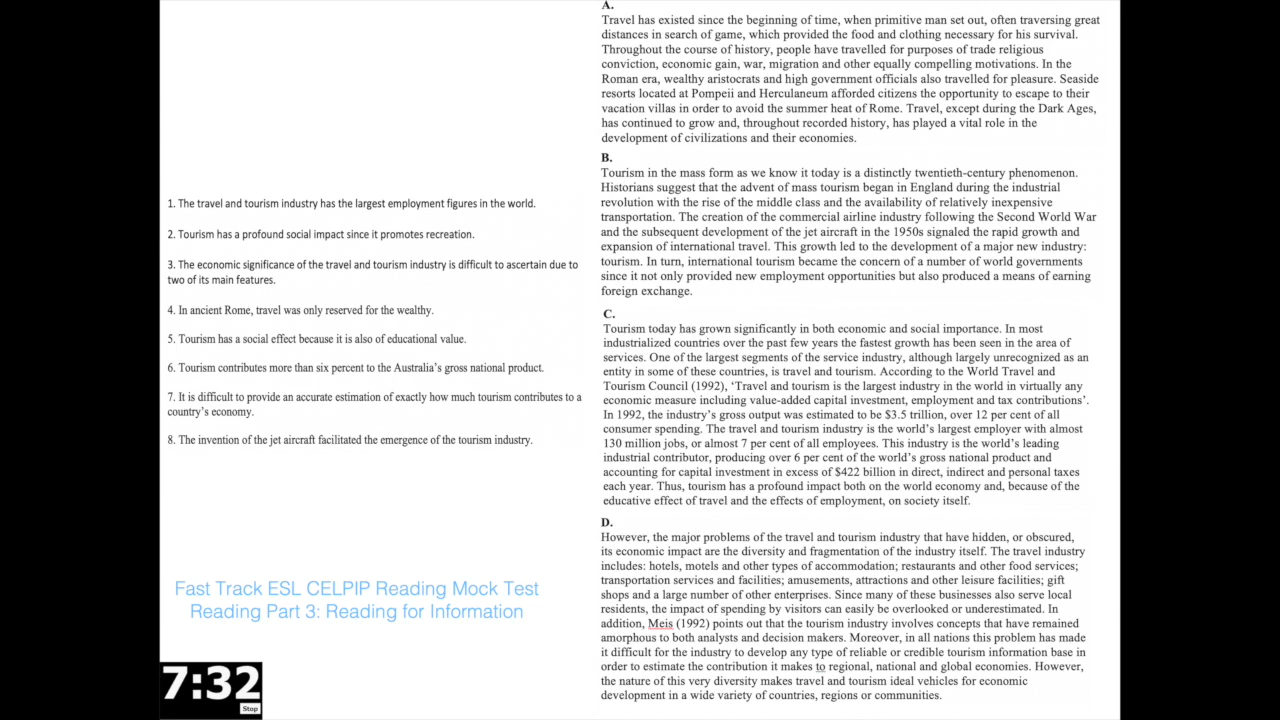 1. The travel and tourism industry has the largest employment figures in the world.
2. Tourism has a profound social impact since it promotes recreation.
3. The economic significance of the travel and tourism industry is difficult to ascertain due to
two of its main features.
4. In ancient Rome, travel was only reserved for the wealthy.
5. Tourism has a social effect because it is also of educational value.
6. Tourism contributes more than six percent to the Australia's gross national product.
7. It is difficult to provide an accurate estimation of exactly how much tourism contributes to a
country's economy.
8. The invention of the jet aircraft facilitated the emergence of the tourism industry.
Fast Track ESL CELPIP Reading Mock Test
Reading Part 3: Reading for Information
7:32
Stop
A.
Travel has existed since the beginning of time, when primitive man set out, often traversing great
distances in search of game, which provided the food and clothing necessary for his survival.
Throughout the course of history, people have travelled for purposes of trade religious
conviction, economic gain, war, migration and other equally compelling motivations. In the
Roman era, wealthy aristocrats and high government officials also travelled for pleasure. Seaside
resorts located at Pompeii and Herculaneum afforded citizens the opportunity to escape to their
vacation villas in order to avoid the summer heat of Rome. Travel, except during the Dark Ages,
has continued to grow and, throughout recorded history, has played a vital role in the
development of civilizations and their economies.
B.
Tourism in the mass form as we know it today is a distinctly twentieth-century phenomenon.
Historians suggest that the advent of mass tourism began in England during the industrial
revolution with the rise of the middle class and the availability of relatively inexpensive
transportation. The creation of the commercial airline industry following the Second World War
and the subsequent development of the jet aircraft in the 1950s signaled the rapid growth and
expansion of international travel. This growth led to the development of a major new industry:
tourism. In turn, international tourism became the concern of a number of world governments
since it not only provided new employment opportunities but also produced a means of earning
foreign exchange.
C.
Tourism today has grown significantly in both economic and social importance. In most
industrialized countries over the past few years the fastest growth has been seen in the area of
services. One of the largest segments of the service industry, although largely unrecognized as an
entity in some of these countries, is travel and tourism. According to the World Travel and
Tourism Council (1992), 'Travel and tourism is the largest industry in the world in virtually any
economic measure including value-added capital investment, employment and tax contributions'.
In 1992, the industry's gross output was estimated to be $3.5 trillion, over 12 per cent of all
consumer spending. The travel and tourism industry is the world's largest employer with almost
130 million jobs, or almost 7 per cent of all employees. This industry is the world's leading
industrial contributor, producing over 6 per cent of the world's gross national product and
accounting for capital investment in excess of $422 billion in direct, indirect and personal taxes
each year. Thus, tourism has a profound impact both on the world economy and, because of the
educative effect of travel and the effects of employment, on society itself.
D.
However, the major problems of the travel and tourism industry that have hidden, or obscured,
its economic impact are the diversity and fragmentation of the industry itself. The travel industry
includes: hotels, motels and other types of accommodation; restaurants and other food services;
transportation services and facilities; amusements, attractions and other leisure facilities; gift
shops and a large number of other enterprises. Since many of these businesses also serve local
residents, the impact of spending by visitors can easily be overlooked or underestimated. In
addition, Meis (1992) points out that the tourism industry involves concepts that have remained
amorphous to both analysts and decision makers. Moreover, in all nations this problem has made
it difficult for the industry to develop any type of reliable or credible tourism information base in
order to estimate the contribution it makes to regional, national and global economies. However,
the nature of this very diversity makes travel and tourism ideal vehicles for economic
development in a wide variety of countries, regions or communities.